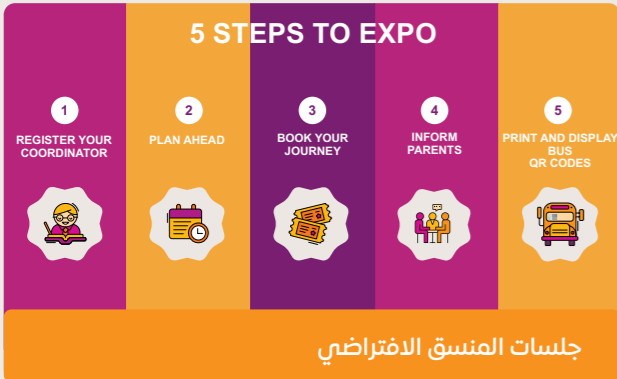 5 STEPS TO EXPO
1
REGISTER YOUR
COORDINATOR
2
PLAN AHEAD
3
BOOK YOUR
JOURNEY
4
INFORM
PARENTS
5
PRINT AND DISPLAY
BUS
QR CODES
جلسات المنسق الافتراضي